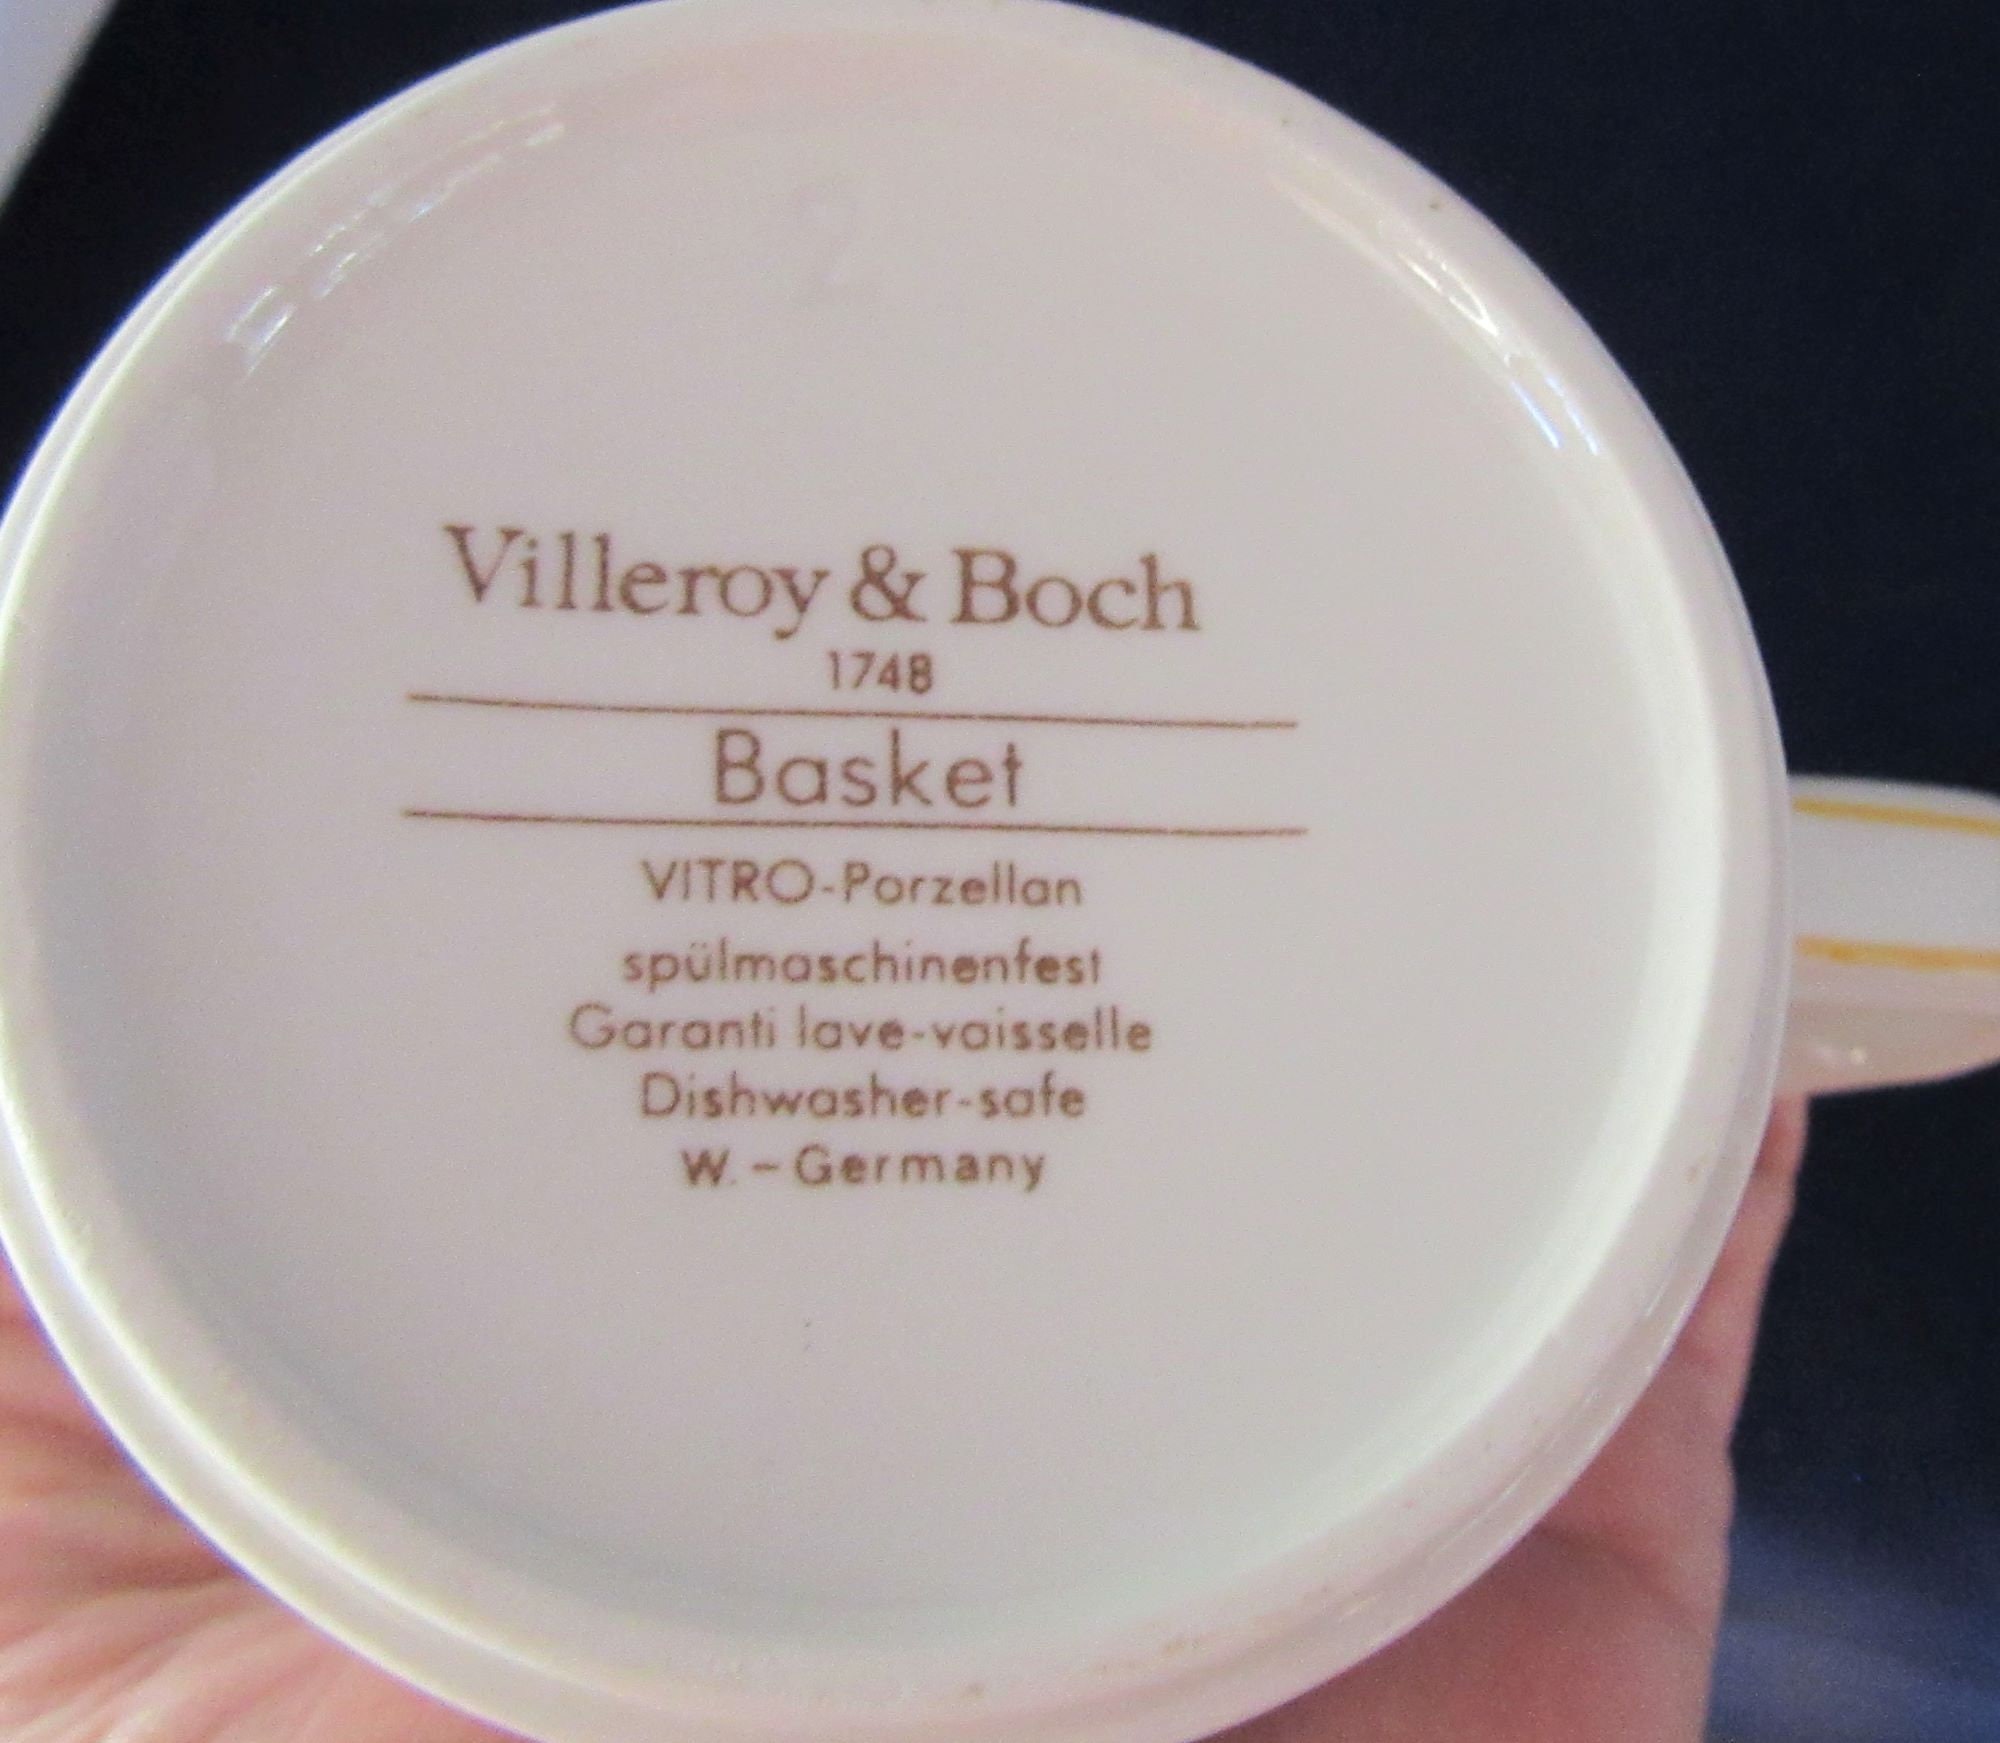 Villeroy & Boch
1748
Basket
VITRO-Porzellan
spülmaschinenfest
Garanti lave-vaisselle
Dishwasher-safe
W.-Germany